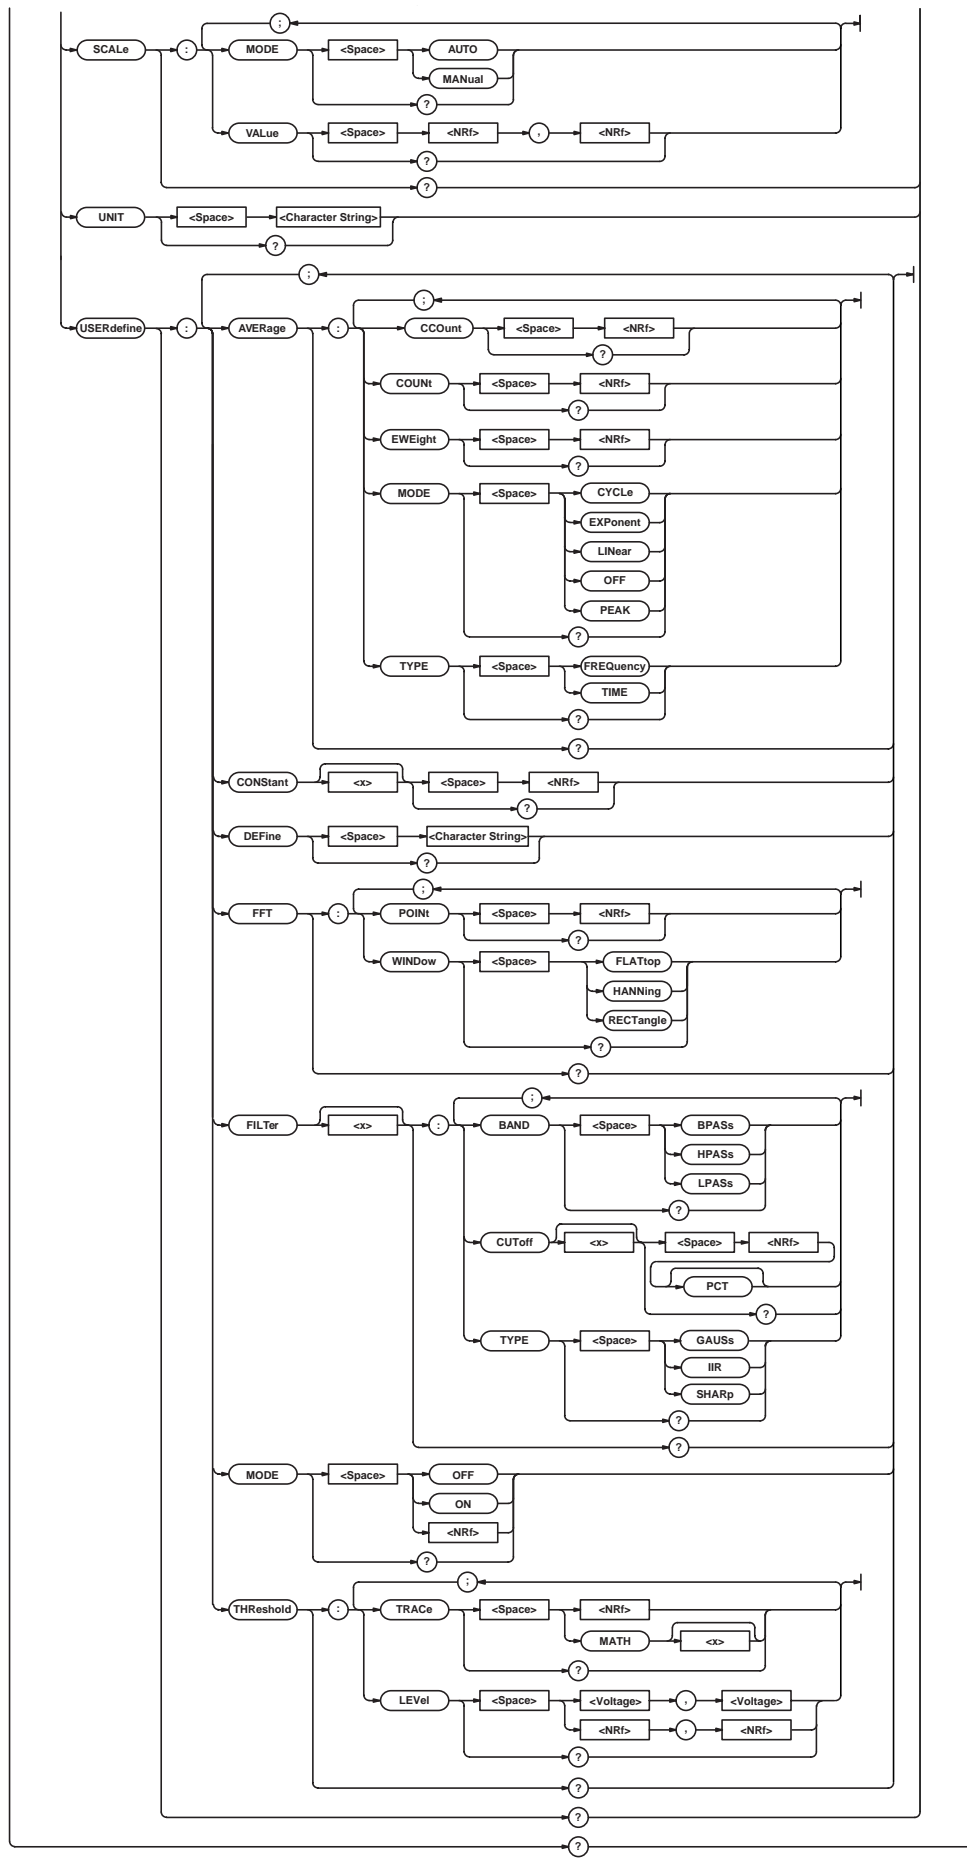 ;
SCALe : MODE <Space> AUTO
MANual
?
VALue <Space> <NRf> , <NRf>
?
?
UNIT <Space> <Character String>
?
;
;
USERdefine : AVERage : CCOunt <Space> <NRf>
?
COUNt <Space> <NRf>
?
EWEight <Space> <NRf>
?
MODE <Space> CYCLe
EXPonent
LINear
OFF
PEAK
?
TYPE <Space> FREQuency
TIME
?
?
CONStant <x> <Space> <NRf>
?
DEFine <Space> <Character String>
?
;
FFT : POINt <Space> <NRf>
?
WINDow <Space> FLATtop
HANNing
RECTangle
?
?
;
FILTer <x> : BAND <Space> BPASs
HPASs
LPASs
?
CUToff <x> <Space> <NRf>
PCT
?
TYPE <Space> GAUSs
IIR
SHARp
?
?
MODE <Space> OFF
ON
<NRf>
?
;
THReshold : TRACe <Space> <NRf>
MATH <x>
?
LEVel <Space> <Voltage> , <Voltage>
<NRf> , <NRf>
?
?
?
?